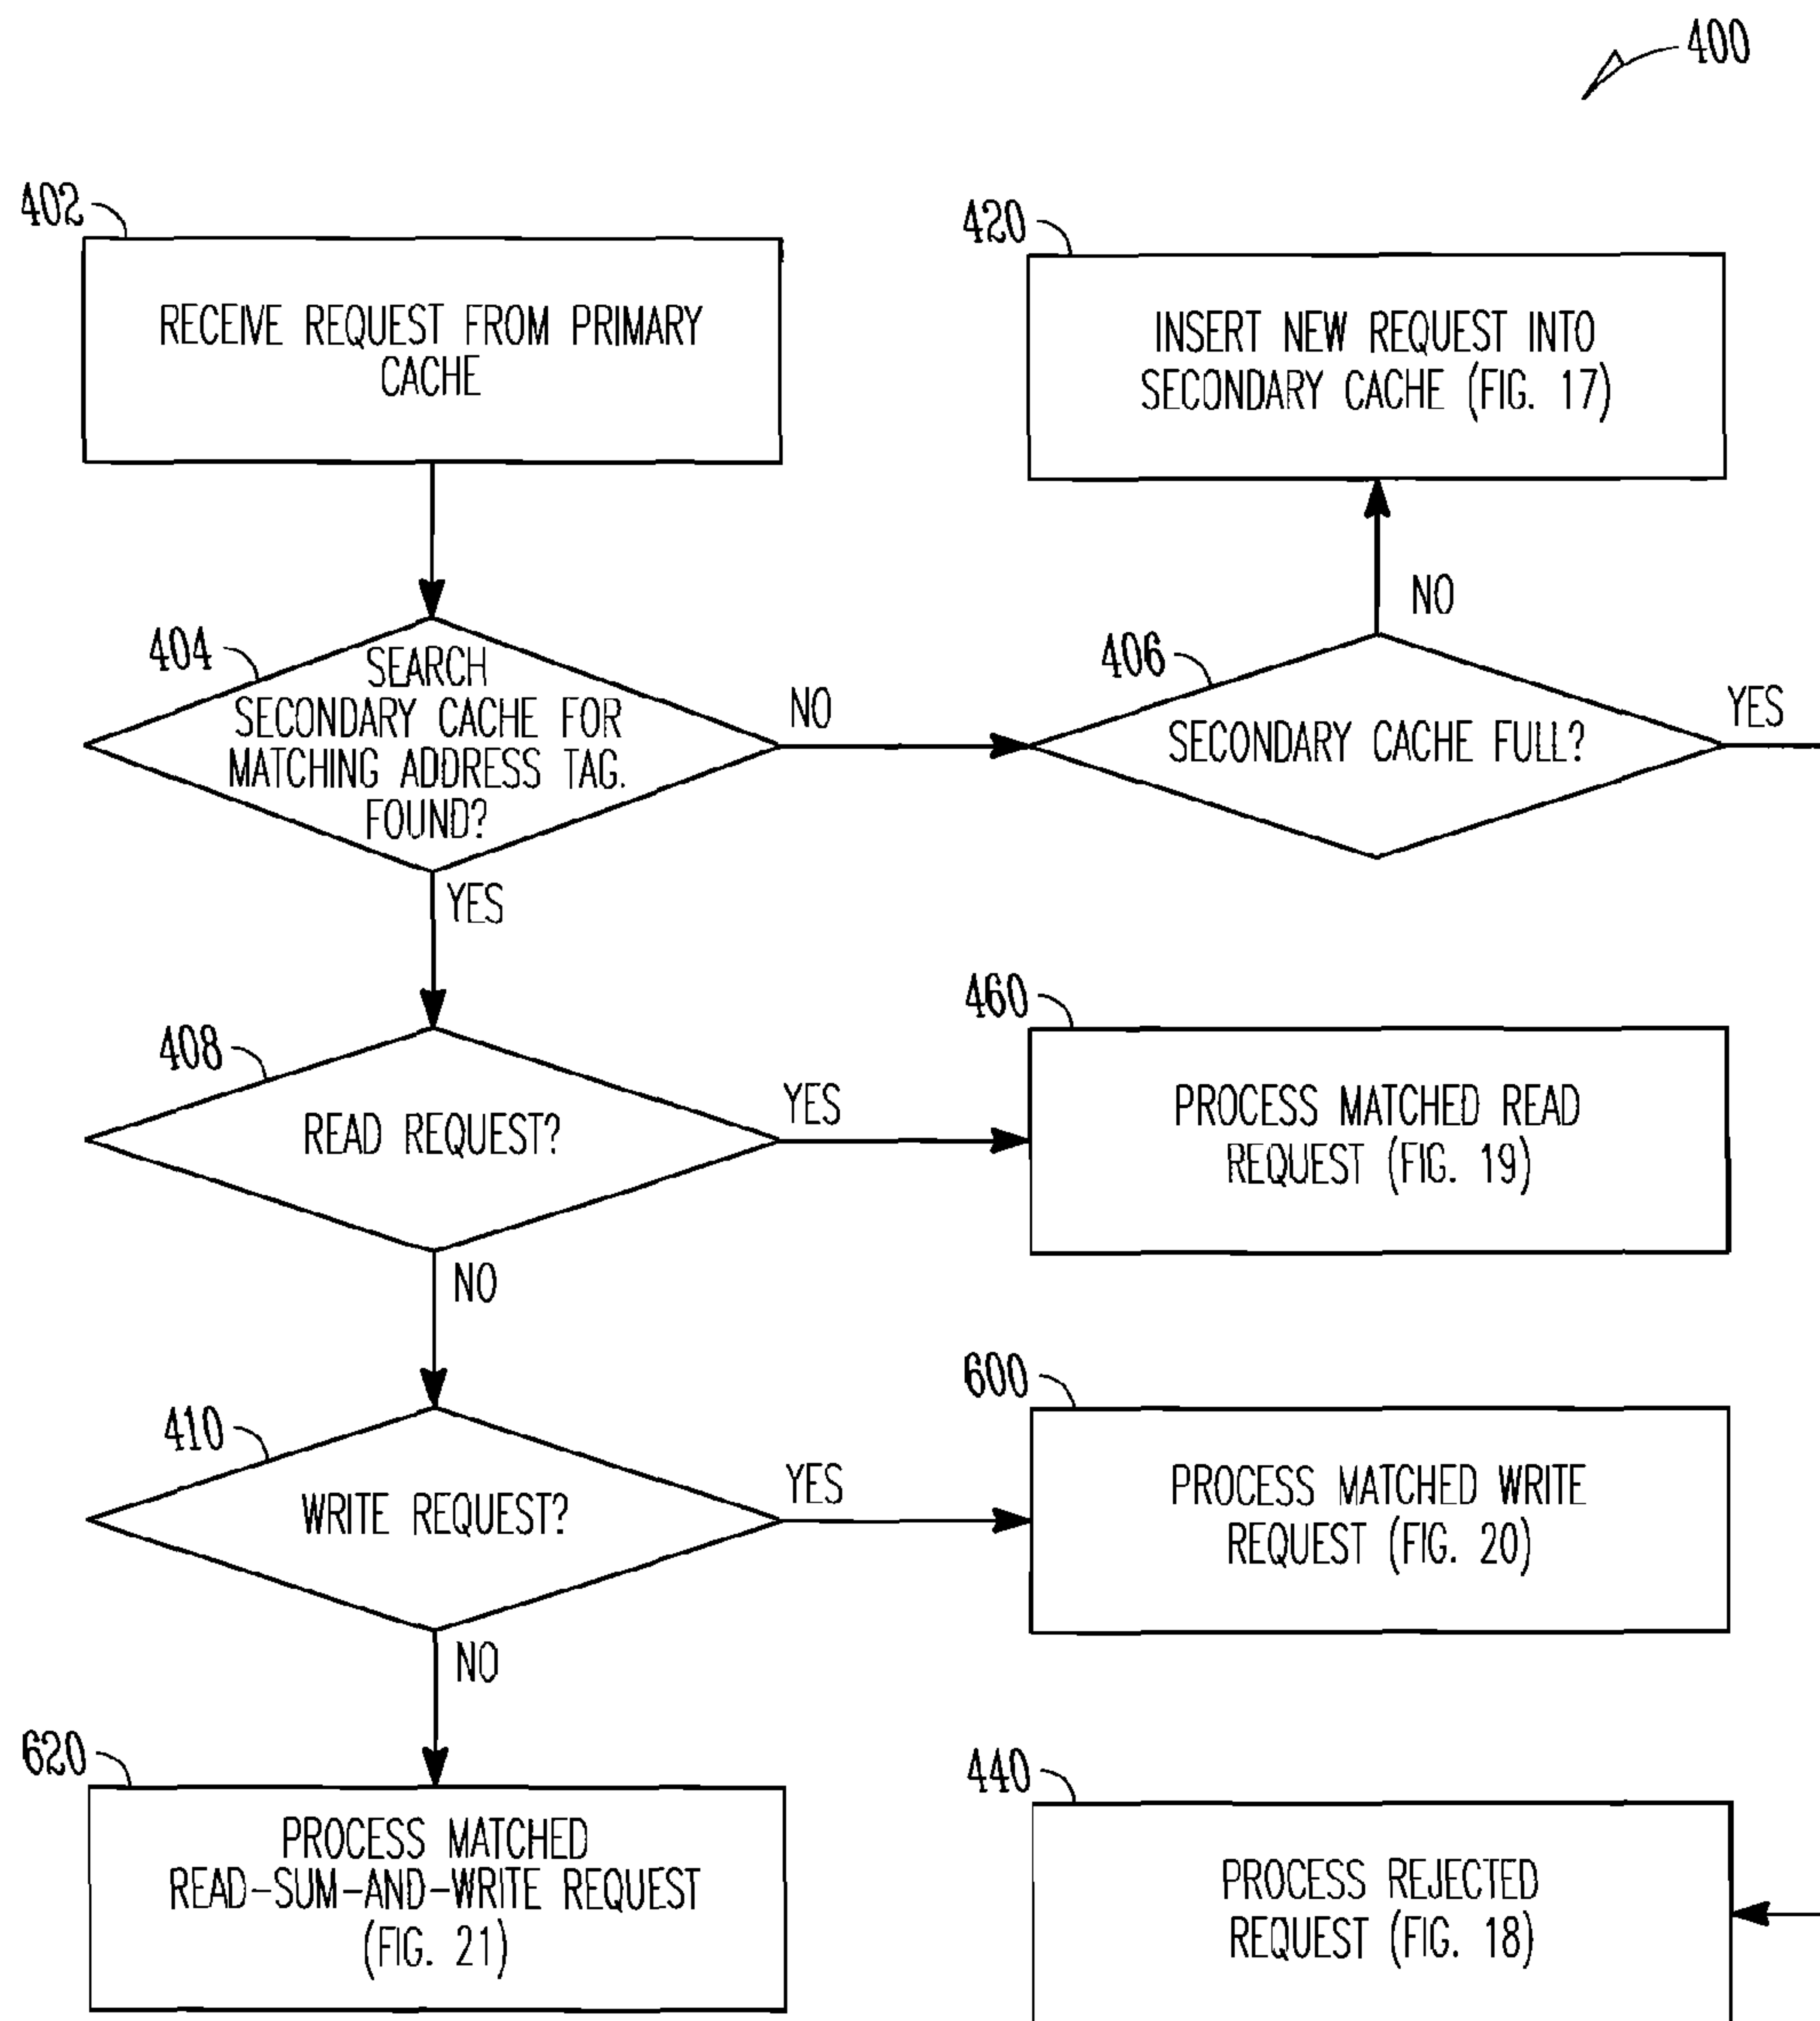 400
402
RECEIVE REQUEST FROM PRIMARY
CACHE
420
INSERT NEW REQUEST INTO
SECONDARY CACHE (FIG. 17)
404
SEARCH
SECONDARY CACHE FOR
MATCHING ADDRESS TAG.
FOUND?
NO
YES
406
SECONDARY CACHE FULL?
NO
YES
408
READ REQUEST?
YES
NO
460
PROCESS MATCHED READ
REQUEST (FIG. 19)
410
WRITE REQUEST?
YES
NO
600
PROCESS MATCHED WRITE
REQUEST (FIG. 20)
620
PROCESS MATCHED
READ-SUM-AND-WRITE REQUEST
(FIG. 21)
440
PROCESS REJECTED
REQUEST (FIG. 18)